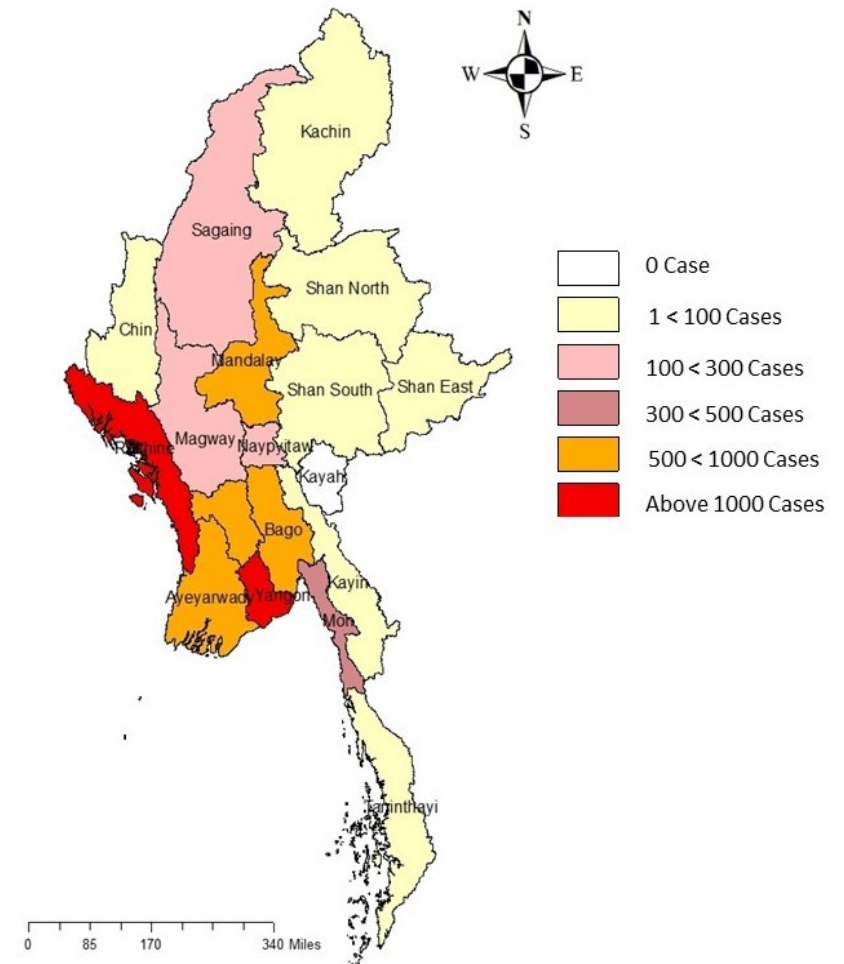 N
W E
S
Kachin
Sagaing
0 Case
Shan North
1 < 100 Cases
Chin
Mandalay
100 < 300 Cases
Shan South
Shan East
300 < 500 Cases
Magway
Naypyitaw
Rakhine
500 < 1000 Cases
Kayah
Above 1000 Cases
Bago
Kayin
Ayeyarwady
Yangon
Mon
Taninthayi
0 85 170 340 Miles